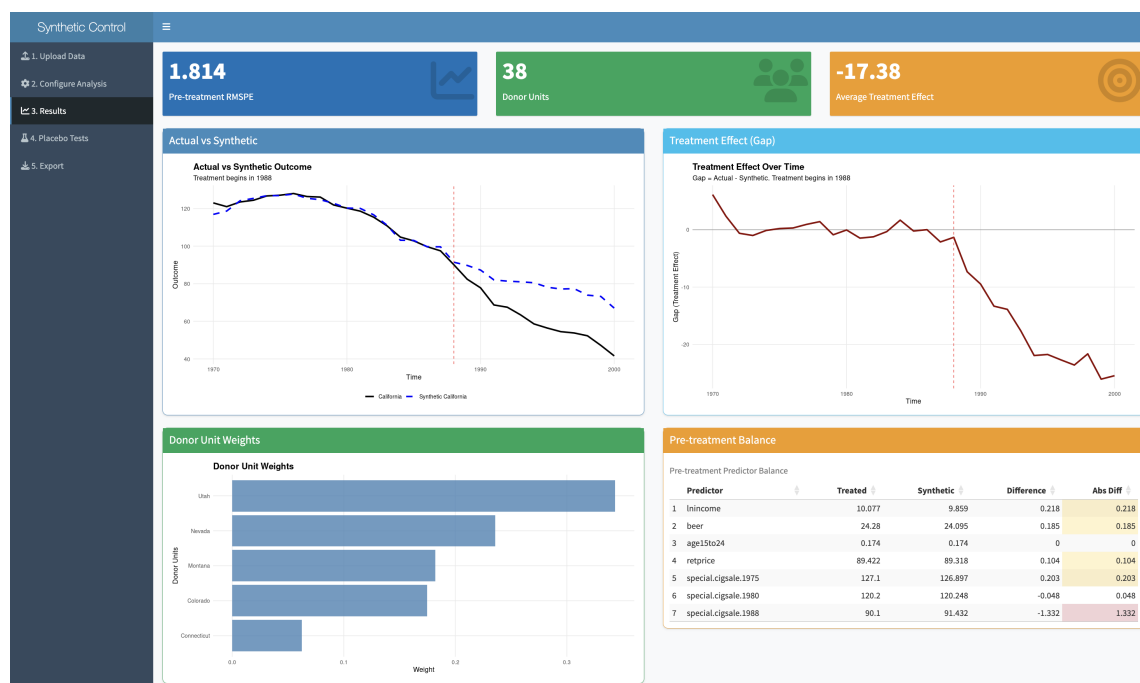 Synthetic Control
1. Upload Data
2. Configure Analysis
3. Results
4. Placebo Tests
5. Export
1.814
Pre-treatment RMSPE
38
Donor Units
-17.38
Average Treatment Effect
Actual vs Synthetic
Actual vs Synthetic Outcome
Treatment begins in 1988
Outcome
120
100
80
60
40
1970 1980 1990 2000
Time
California Synthetic California
Treatment Effect (Gap)
Treatment Effect Over Time
Gap = Actual - Synthetic. Treatment begins in 1988
Gap (Treatment Effect)
0
-10
-20
1970 1980 1990 2000
Time
Donor Unit Weights
Donor Unit Weights
Donor Units
Utah
Nevada
Montana
Colorado
Connecticut
0.0 0.1 0.2 0.3
Weight
Pre-treatment Balance
Pre-treatment Predictor Balance
Predictor Treated Synthetic Difference Abs Diff
1 lnincome 10.077 9.859 0.218 0.218
2 beer 24.28 24.095 0.185 0.185
3 age15to24 0.174 0.174 0 0
4 retprice 89.422 89.318 0.104 0.104
5 special.cigsale.1975 127.1 126.897 0.203 0.203
6 special.cigsale.1980 120.2 120.248 -0.048 0.048
7 special.cigsale.1988 90.1 91.432 -1.332 1.332